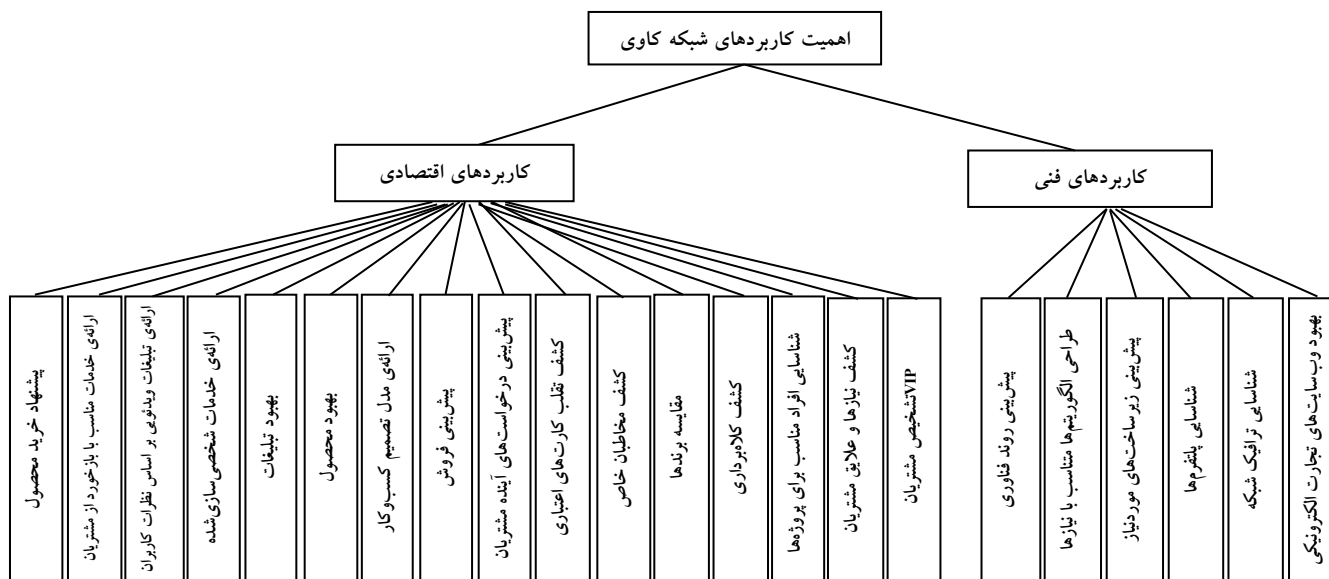 اهمیت کاربردهای شبکه کاوی
کاربردهای فنی
کاربردهای اقتصادی
بهبود وب‌سایت‌های تجارت الکترونیکی
شناسایی ترافیک شبکه
شناسایی پلتفرم‌ها
پیش‌بینی زیرساخت‌های موردنیاز
طراحی الگوریتم‌ها متناسب با نیازها
پیش‌بینی روند فناوری
تشخیص مشتریان VIP
کشف نیازها و علایق مشتریان
شناسایی افراد مناسب برای پروژه‌ها
کشف کلاه‌برداری
مقایسه برندها
کشف مخاطبان خاص
کشف تقلب کارت‌های اعتباری
پیش‌بینی درخواست‌های آینده مشتریان
پیش‌بینی فروش
ارائه‌ی مدل تصمیم کسب‌وکار
بهبود محصول
بهبود تبلیغات
ارائه‌ی خدمات شخصی‌سازی‌شده
ارائه‌ی تبلیغات ویدئویی بر اساس نظرات کاربران
ارائه‌ی خدمات مناسب با بازخورد از مشتریان
پیشنهاد خرید محصول